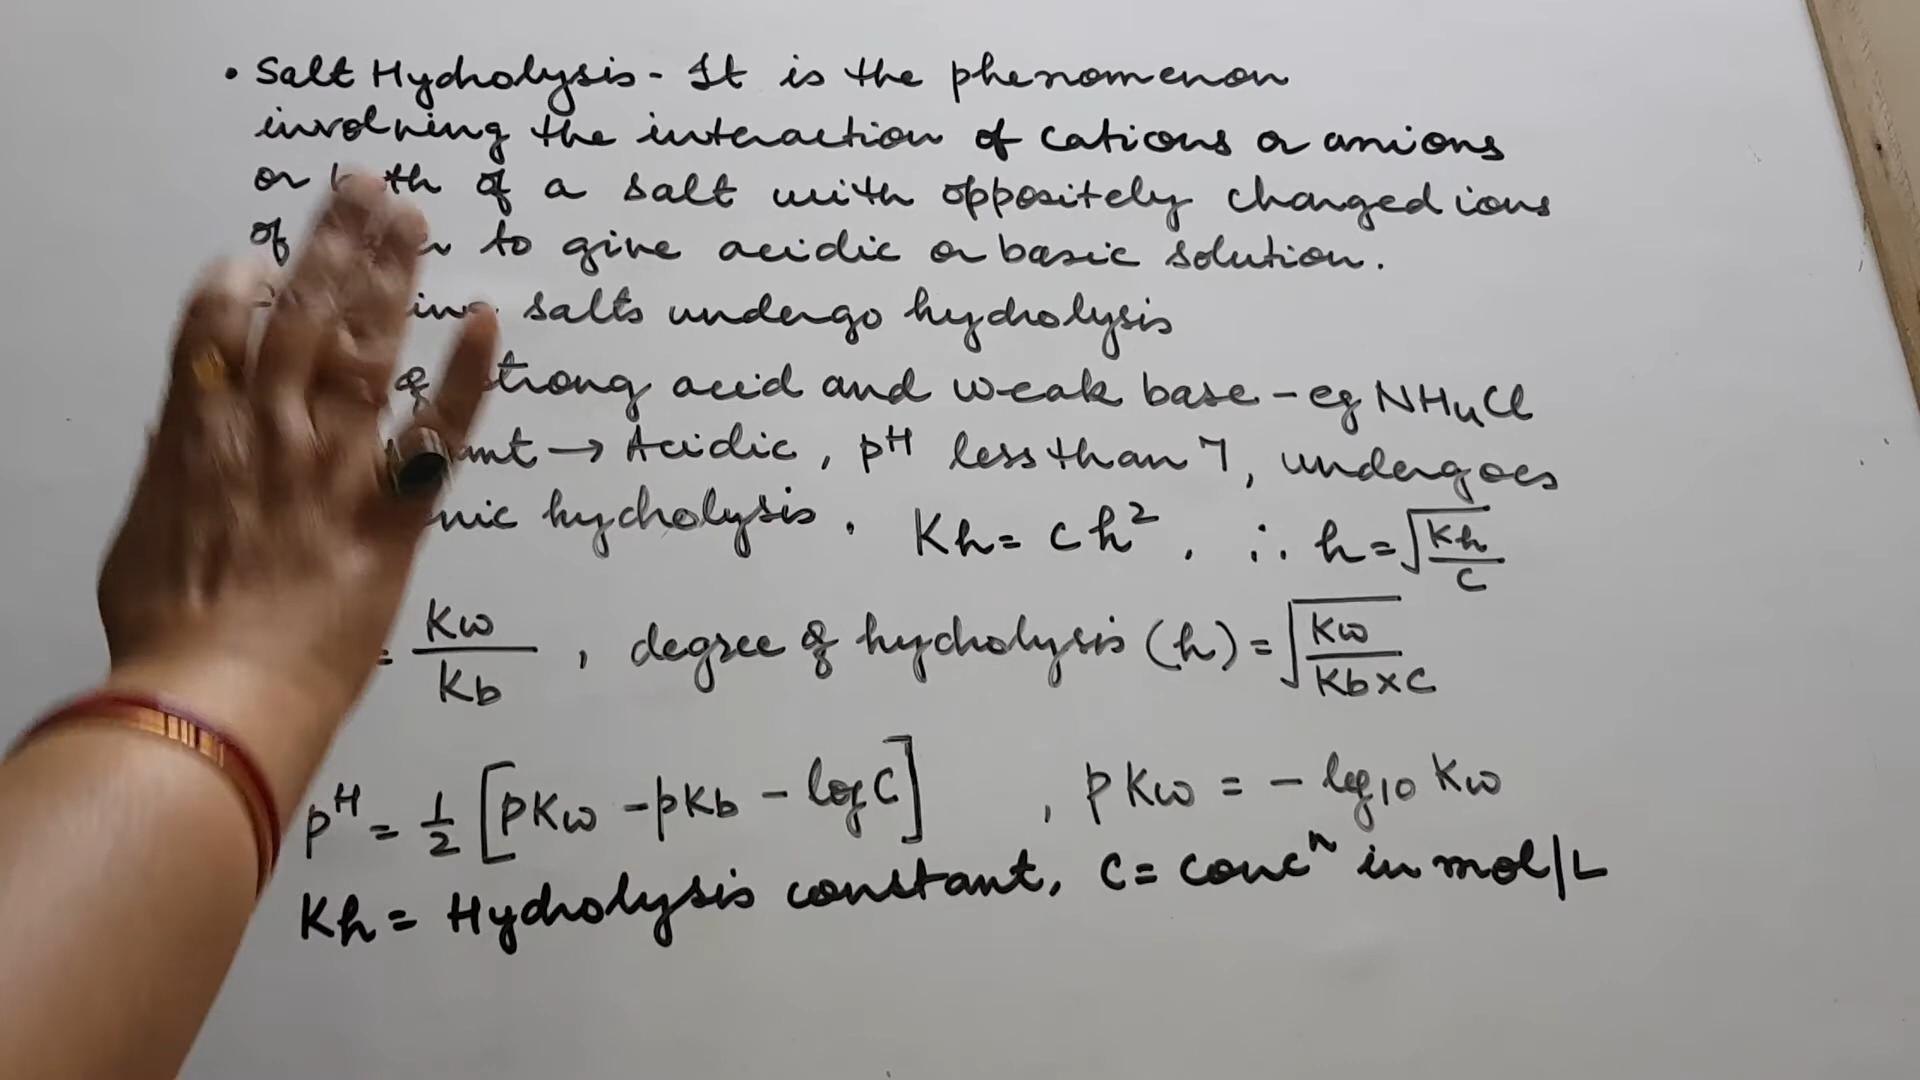 • Salt Hydrolysis - It is the phenomenon
involving the interaction of cations or anions
or both of a salt with oppositely charged ions
of to give acidic or basic solution.
salts undergo hydrolysis
of strong acid and weak base - eg NH4Cl
→ Acidic, pH less than 7, undergoes
hydrolysis. Kh = Ch², ∴ h = √Kh/C
= Kw/Kb, degree of hydrolysis (h) = √Kw/Kb×C
pH = 1/2 [pKw - pKb - log C] , pKw = - log10 Kw
Kh = Hydrolysis constant, C = concn in mol/L